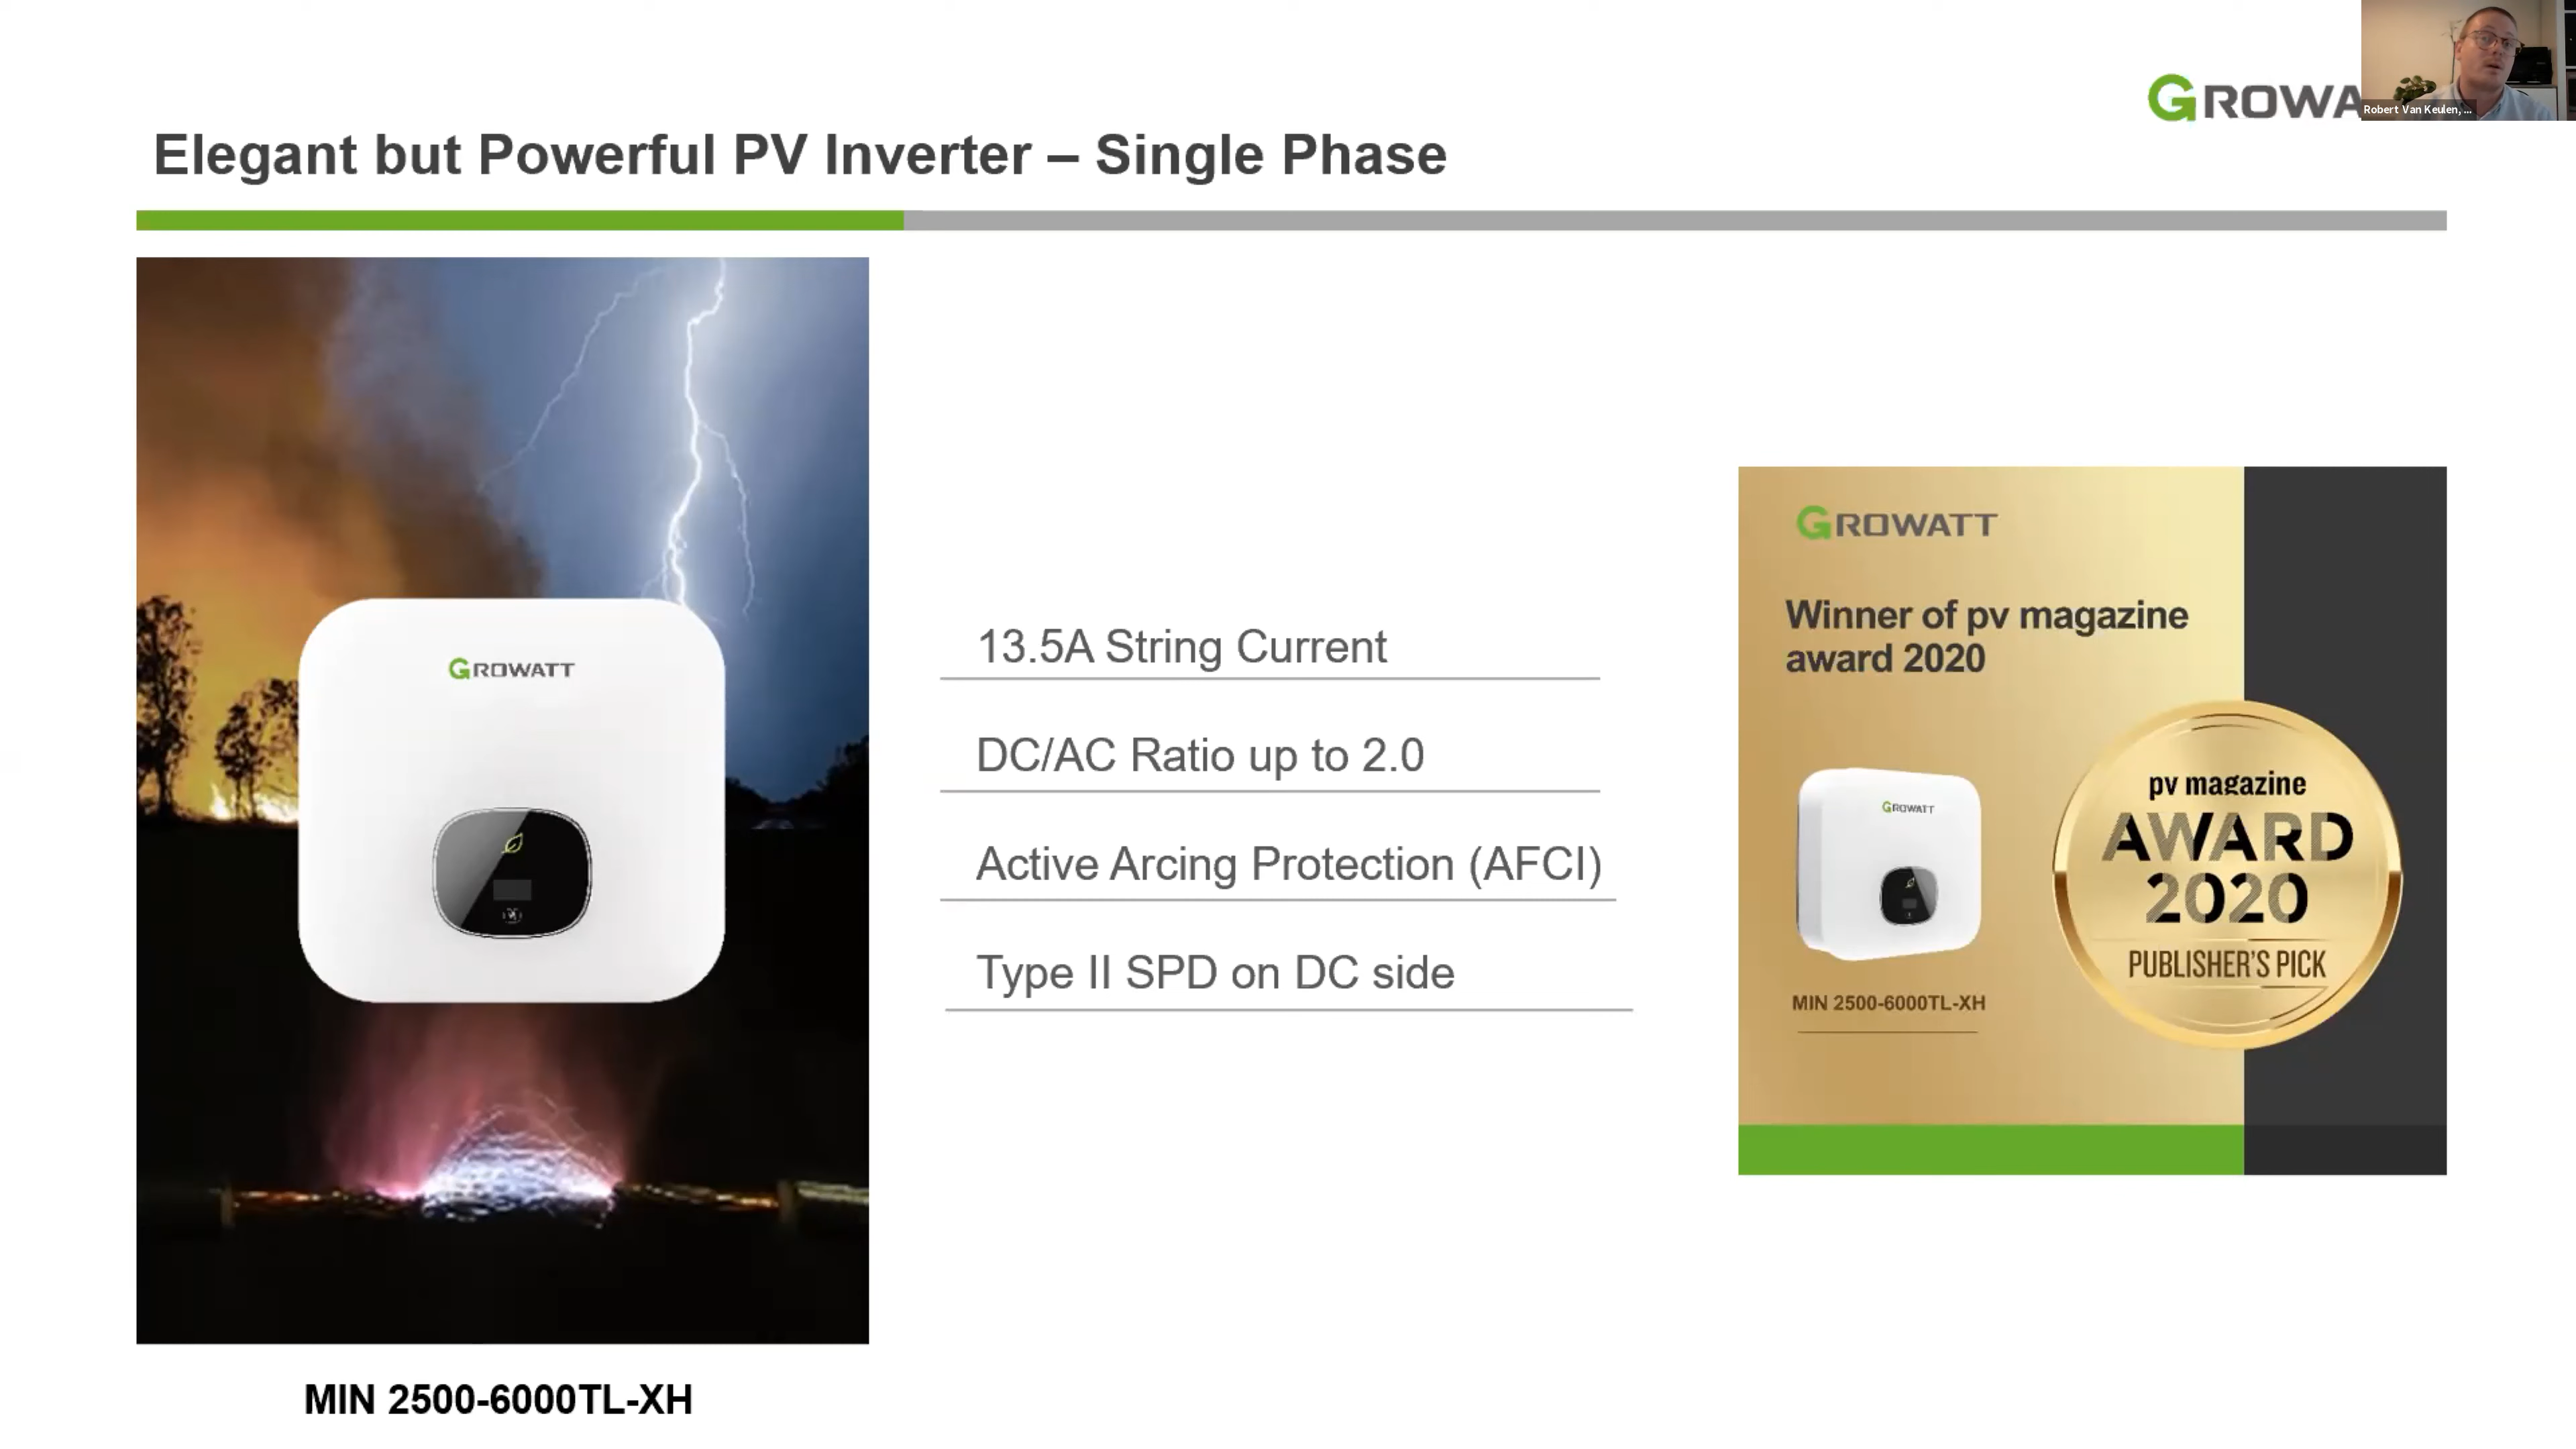 GROWA
Robert Van Keulen, ...
Elegant but Powerful PV Inverter – Single Phase
GROWATT
13.5A String Current
DC/AC Ratio up to 2.0
Active Arcing Protection (AFCI)
Type II SPD on DC side
GROWATT
Winner of pv magazine
award 2020
GROWATT
MIN 2500-6000TL-XH
pv magazine
AWARD
2020
PUBLISHER'S PICK
MIN 2500-6000TL-XH